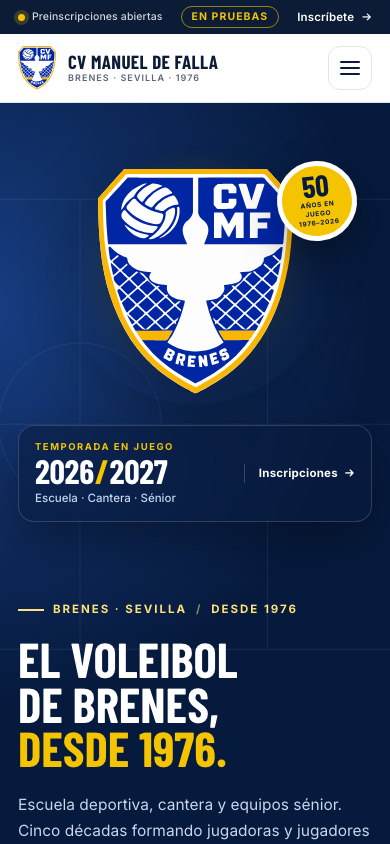 Preinscripciones abiertas
EN PRUEBAS
Inscríbete →
CV MANUEL DE FALLA
BRENES · SEVILLA · 1976
CV
MF
BRENES
50
AÑOS EN
JUEGO
1976–2026
TEMPORADA EN JUEGO
2026/2027
Escuela · Cantera · Sénior
Inscripciones →
BRENES · SEVILLA / DESDE 1976
EL VOLEIBOL
DE BRENES,
DESDE 1976.
Escuela deportiva, cantera y equipos sénior.
Cinco décadas formando jugadoras y jugadores